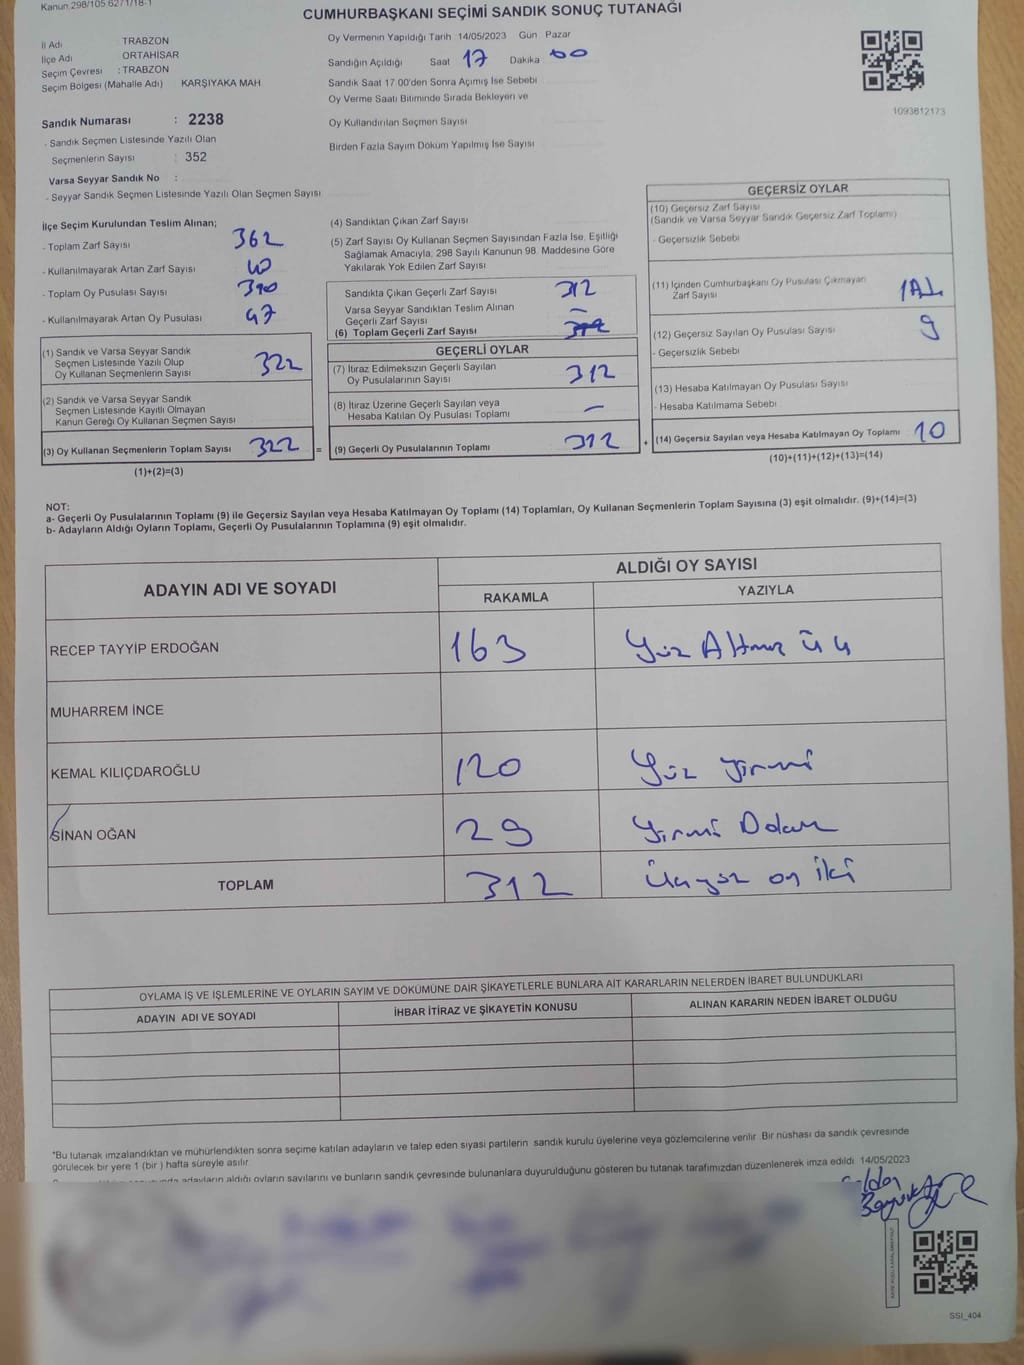 Kanun 298/105.6271/18-1
CUMHURBAŞKANI SEÇİMİ SANDIK SONUÇ TUTANAĞI
İl Adı TRABZON
İlçe Adı ORTAHİSAR
Seçim Çevresi : TRABZON
Seçim Bölgesi (Mahalle Adı) KARŞIYAKA MAH
Sandık Numarası : 2238
- Sandık Seçmen Listesinde Yazılı Olan
Seçmenlerin Sayısı : 352
Varsa Seyyar Sandık No :
- Seyyar Sandık Seçmen Listesinde Yazılı Olan Seçmen Sayısı
Oy Vermenin Yapıldığı Tarih 14/05/2023 Gün Pazar
Sandığın Açıldığı Saat 17 Dakika 00
Sandık Saat 17:00'den Sonra Açılmış İse Sebebi
Oy Verme Saati Bitiminde Sırada Bekleyen ve
Oy Kullandırılan Seçmen Sayısı
Birden Fazla Sayım Döküm Yapılmış İse Sayısı
1093612173
İlçe Seçim Kurulundan Teslim Alınan;
- Toplam Zarf Sayısı 362
- Kullanılmayarak Artan Zarf Sayısı 40
- Toplam Oy Pusulası Sayısı 390
- Kullanılmayarak Artan Oy Pusulası 47
(1) Sandık ve Varsa Seyyar Sandık
Seçmen Listesinde Yazılı Olup
Oy Kullanan Seçmenlerin Sayısı 322
(2) Sandık ve Varsa Seyyar Sandık
Seçmen Listesinde Kayıtlı Olmayan
Kanun Gereği Oy Kullanan Seçmen Sayısı
(3) Oy Kullanan Seçmenlerin Toplam Sayısı 322 =
(1)+(2)=(3)
(4) Sandıktan Çıkan Zarf Sayısı
(5) Zarf Sayısı Oy Kullanan Seçmen Sayısından Fazla İse, Eşitliği
Sağlamak Amacıyla, 298 Sayılı Kanunun 98. Maddesine Göre
Yakılarak Yok Edilen Zarf Sayısı
Sandıkta Çıkan Geçerli Zarf Sayısı 312
Varsa Seyyar Sandıktan Teslim Alınan
Geçerli Zarf Sayısı -
(6) Toplam Geçerli Zarf Sayısı
GEÇERLİ OYLAR
(7) İtiraz Edilmeksizin Geçerli Sayılan
Oy Pusulalarının Sayısı 312
(8) İtiraz Üzerine Geçerli Sayılan veya
Hesaba Katılan Oy Pusulası Toplamı -
(9) Geçerli Oy Pusulalarının Toplamı 312 +
GEÇERSİZ OYLAR
(10) Geçersiz Zarf Sayısı
(Sandık ve Varsa Seyyar Sandık Geçersiz Zarf Toplamı)
- Geçersizlik Sebebi
(11) İçinden Cumhurbaşkanı Oy Pusulası Çıkmayan
Zarf Sayısı
(12) Geçersiz Sayılan Oy Pusulası Sayısı 9
- Geçersizlik Sebebi
(13) Hesaba Katılmayan Oy Pusulası Sayısı
- Hesaba Katılmama Sebebi
(14) Geçersiz Sayılan veya Hesaba Katılmayan Oy Toplamı 10
(10)+(11)+(12)+(13)=(14)
NOT:
a- Geçerli Oy Pusulalarının Toplamı (9) ile Geçersiz Sayılan veya Hesaba Katılmayan Oy Toplamı (14) Toplamları, Oy Kullanan Seçmenlerin Toplam Sayısına (3) eşit olmalıdır. (9)+(14)=(3)
b- Adayların Aldığı Oyların Toplamı, Geçerli Oy Pusulalarının Toplamına (9) eşit olmalıdır.
ADAYIN ADI VE SOYADI
ALDIĞI OY SAYISI
RAKAMLA YAZIYLA
RECEP TAYYİP ERDOĞAN 163 Yüz Altmış üç
MUHARREM İNCE
KEMAL KILIÇDAROĞLU 120 Yüz yirmi
SİNAN OĞAN 29 Yirmi Dokuz
TOPLAM 312 Üçyüz on iki
OYLAMA İŞ VE İŞLEMLERİNE VE OYLARIN SAYIM VE DÖKÜMÜNE DAİR ŞİKAYETLERLE BUNLARA AİT KARARLARIN NELERDEN İBARET BULUNDUKLARI
ADAYIN ADI VE SOYADI İHBAR İTİRAZ VE ŞİKAYETİN KONUSU ALINAN KARARIN NEDEN İBARET OLDUĞU
*Bu tutanak imzalandıktan ve mühürlendikten sonra seçime katılan adayların ve talep eden siyasi partilerin sandık kurulu üyelerine veya gözlemcilerine verilir. Bir nüshası da sandık çevresinde
görülecek bir yere 1 (bir ) hafta süreyle asılır.
adayların aldığı oyların sayılarını ve bunların sandık çevresinde bulunanlara duyurulduğunu gösteren bu tutanak tarafımızdan düzenlenerek imza edildi. 14/05/2023
SSI_404